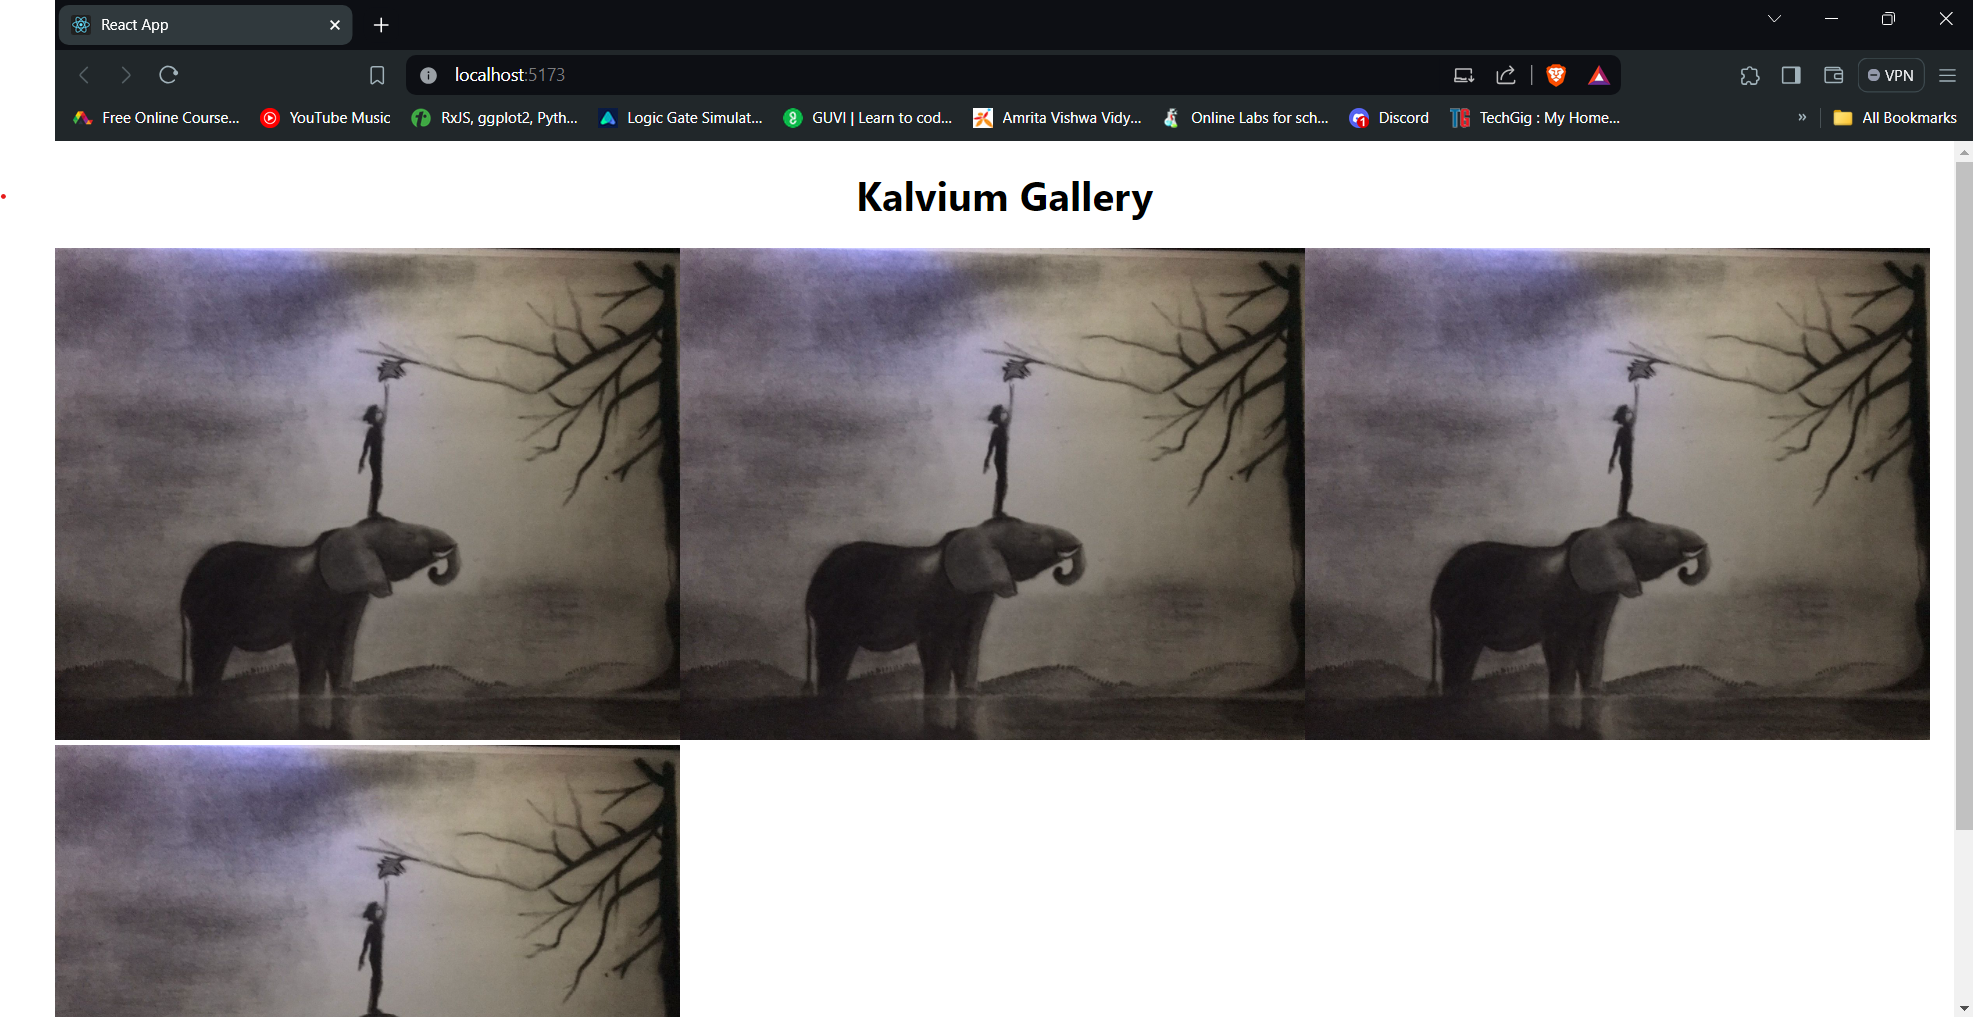 React App
localhost:5173
VPN
Free Online Course... YouTube Music RxJS, ggplot2, Pyth... Logic Gate Simulat... GUVI | Learn to cod... Amrita Vishwa Vidy... Online Labs for sch... Discord TG TechGig : My Home... » All Bookmarks
Kalvium Gallery